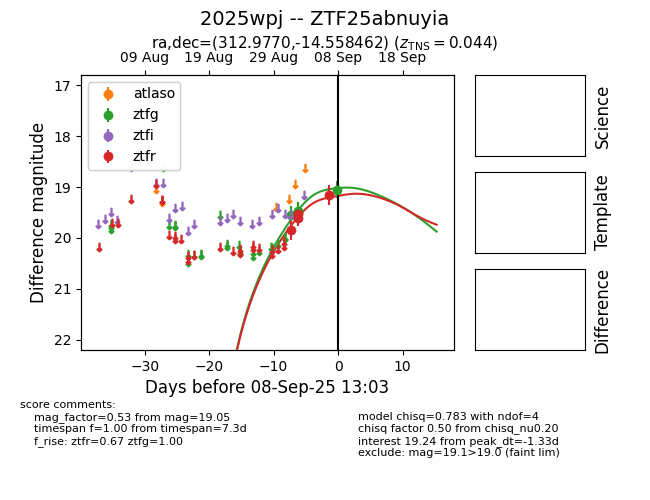 2025wpj -- ZTF25abnuyia
ra,dec=(312.9770,-14.558462) (z_TNS = 0.044)
09 Aug 19 Aug 29 Aug 08 Sep 18 Sep
atlaso
ztfg
ztfi
ztfr
17
18
19
20
21
22
Difference magnitude
−30 −20 −10 0 10
Days before 08-Sep-25 13:03
Science
Template
Difference
score comments:
mag_factor=0.53 from mag=19.05
timespan f=1.00 from timespan=7.3d
f_rise: ztfr=0.67 ztfg=1.00
model chisq=0.783 with ndof=4
chisq factor 0.50 from chisq_nu0.20
interest 19.24 from peak_dt=-1.33d
exclude: mag=19.1>19.0 (faint lim)